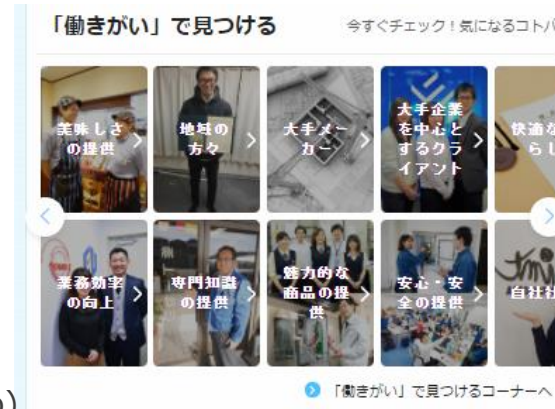 「働きがい」で見つける
今すぐチェック!気になるコトバ
美味しさ
の提供
地域の
方々
大手メー
カー
大手企業
を中心と
するクラ
イアント
快適な
らし
業務効率
の向上
専門知識
の提供
魅力的な
商品の提
供
安心・安
全の提供
自社社
「働きがい」で見つけるコーナーへ